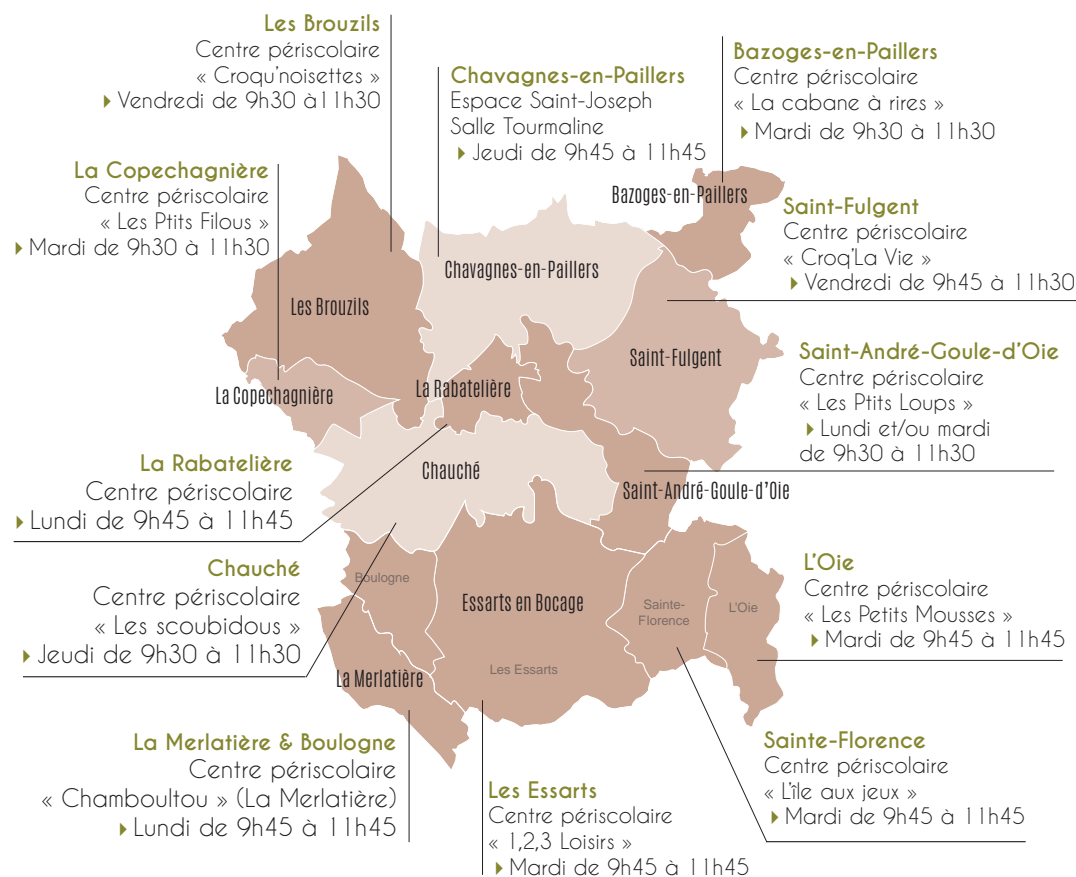 Les Brouzils
Centre périscolaire
« Croqu'noisettes »
Vendredi de 9h30 à11h30
Chavagnes-en-Paillers
Espace Saint-Joseph
Salle Tourmaline
Jeudi de 9h45 à 11h45
Bazoges-en-Paillers
Centre périscolaire
« La cabane à rires »
Mardi de 9h30 à 11h30
La Copechagnière
Centre périscolaire
« Les Ptits Filous »
Mardi de 9h30 à 11h30
Saint-Fulgent
Centre périscolaire
« Croq'La Vie »
Vendredi de 9h45 à 11h30
Saint-André-Goule-d'Oie
Centre périscolaire
« Les Ptits Loups »
Lundi et/ou mardi
de 9h30 à 11h30
Bazoges-en-Paillers
Chavagnes-en-Paillers
Les Brouzils
Saint-Fulgent
La Copechagnière
La Rabatelière
Chauché
Saint-André-Goule-d'Oie
Boulogne
Essarts en Bocage
Sainte-
Florence
L'Oie
Les Essarts
La Merlatière
La Rabatelière
Centre périscolaire
Lundi de 9h45 à 11h45
Chauché
Centre périscolaire
« Les scoubidous »
Jeudi de 9h30 à 11h30
L'Oie
Centre périscolaire
« Les Petits Mousses »
Mardi de 9h45 à 11h45
La Merlatière & Boulogne
Centre périscolaire
« Chamboultou » (La Merlatière)
Lundi de 9h45 à 11h45
Les Essarts
Centre périscolaire
« 1,2,3 Loisirs »
Mardi de 9h45 à 11h45
Sainte-Florence
Centre périscolaire
« L'île aux jeux »
Mardi de 9h45 à 11h45